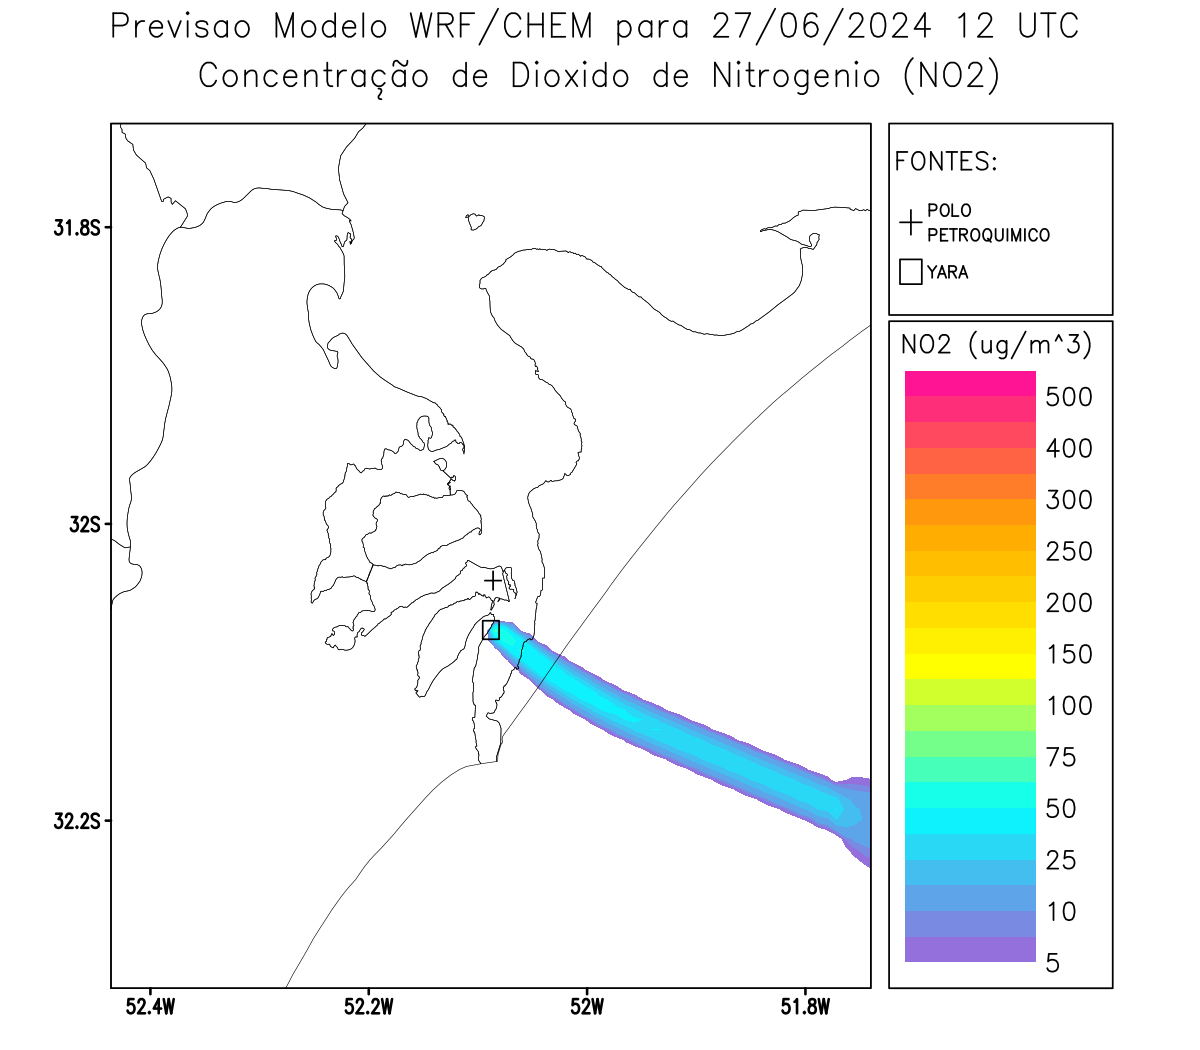 Previsao Modelo WRF/CHEM para 27/06/2024 12 UTC
Concentração de Dioxido de Nitrogenio (NO2)
FONTES:
POLO
PETROQUIMICO
YARA
NO2 (ug/m^3)
500
400
300
250
200
150
100
75
50
25
10
5
31.8S
32S
32.2S
52.4W
52.2W
52W
51.8W